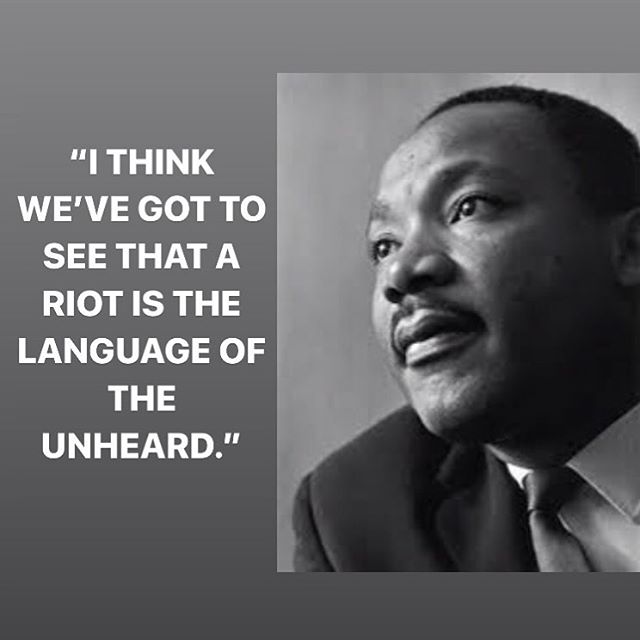 “I THINK
WE’VE GOT TO
SEE THAT A
RIOT IS THE
LANGUAGE OF
THE
UNHEARD.”